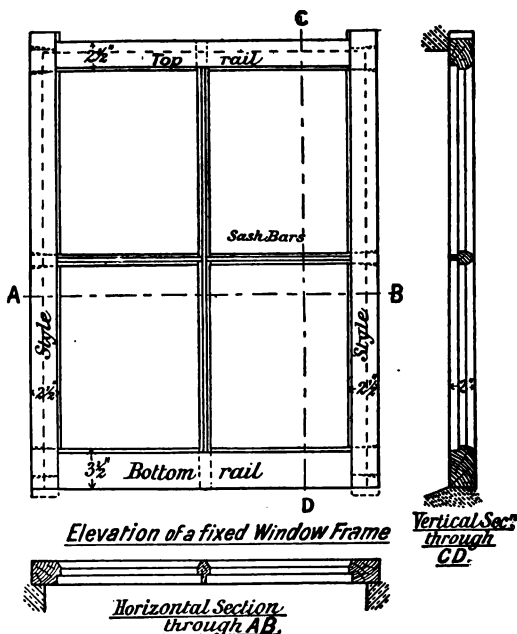 C
2½"
Top rail
Sash Bars
A
B
Style
Style
2½"
2½"
2"
3½"
Bottom rail
D
Elevation of a fixed Window Frame
Vertical Secn.
through
CD.
Horizontal Section
through AB.